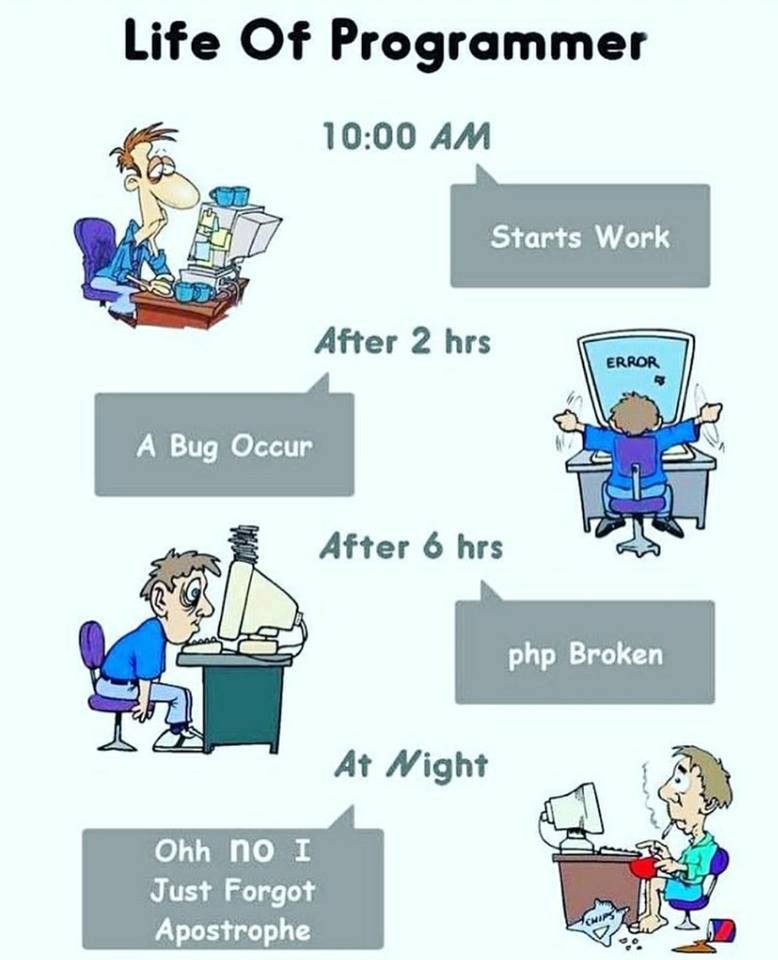 Life Of Programmer
10:00 AM
Starts Work
After 2 hrs
ERROR
A Bug Occur
After 6 hrs
php Broken
At Night
Ohh no I
Just Forgot
Apostrophe
CHIPS